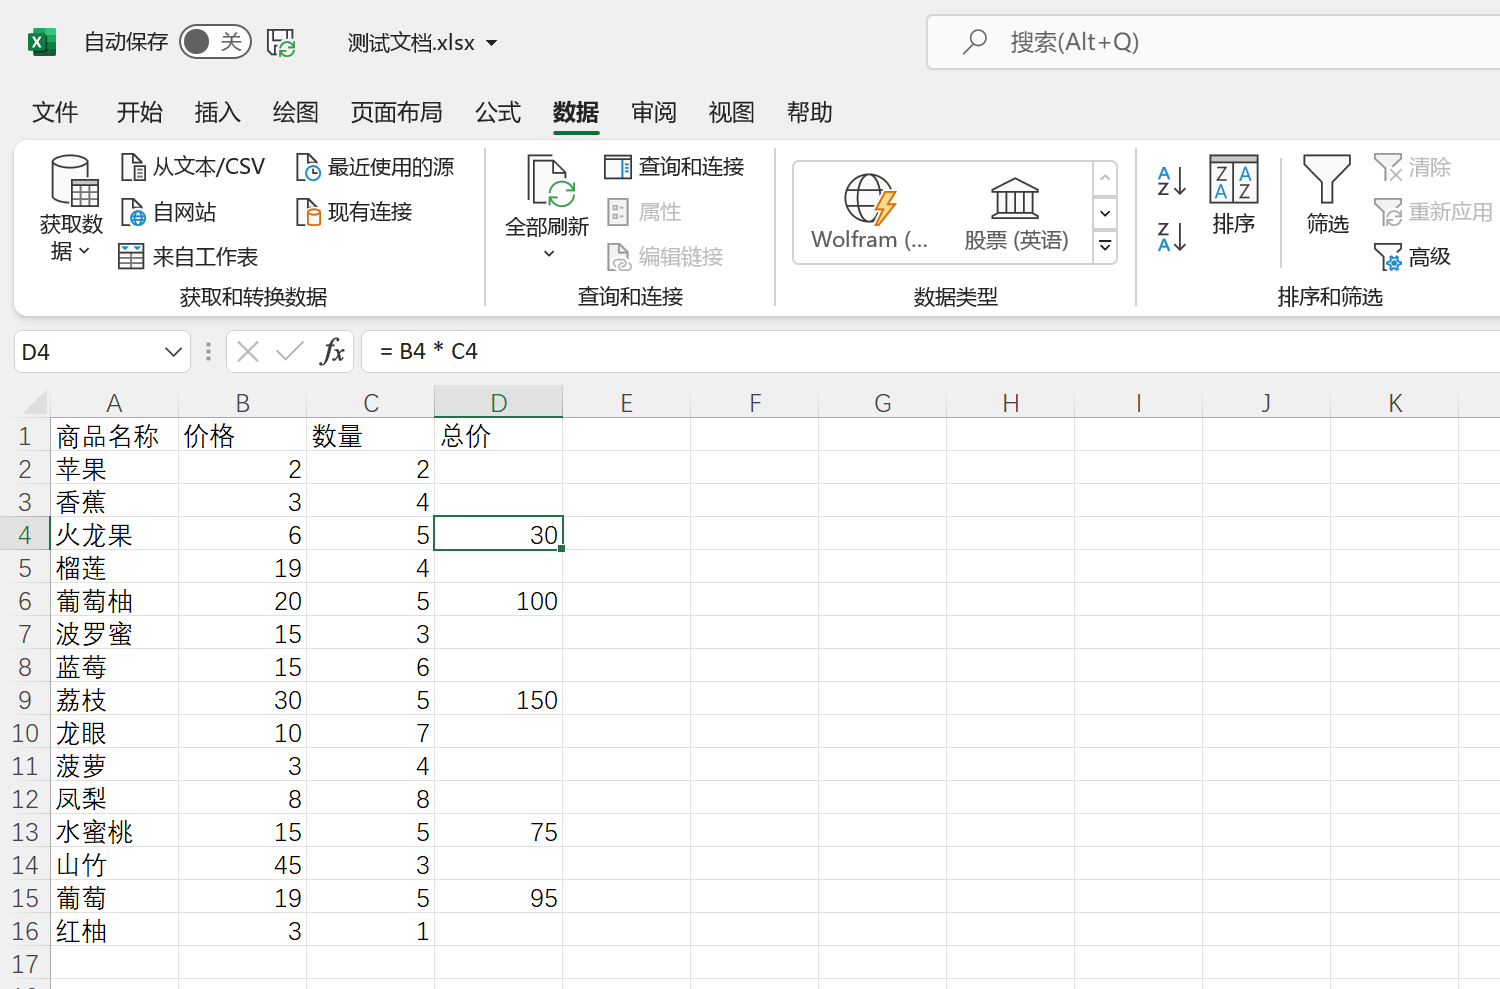 自动保存 关 测试文档.xlsx 搜索(Alt+Q)
文件 开始 插入 绘图 页面布局 公式 数据 审阅 视图 帮助
获取数据
从文本/CSV
自网站
来自工作表
最近使用的源
现有连接
获取和转换数据
全部刷新
查询和连接
属性
编辑链接
查询和连接
Wolfram (...
股票 (英语)
数据类型
排序
筛选
清除
重新应用
高级
排序和筛选
D4 fx = B4 * C4
A B C D E F G H I J K
1 商品名称 价格 数量 总价
2 苹果 2 2
3 香蕉 3 4
4 火龙果 6 5 30
5 榴莲 19 4
6 葡萄柚 20 5 100
7 波罗蜜 15 3
8 蓝莓 15 6
9 荔枝 30 5 150
10 龙眼 10 7
11 菠萝 3 4
12 凤梨 8 8
13 水蜜桃 15 5 75
14 山竹 45 3
15 葡萄 19 5 95
16 红柚 3 1
17